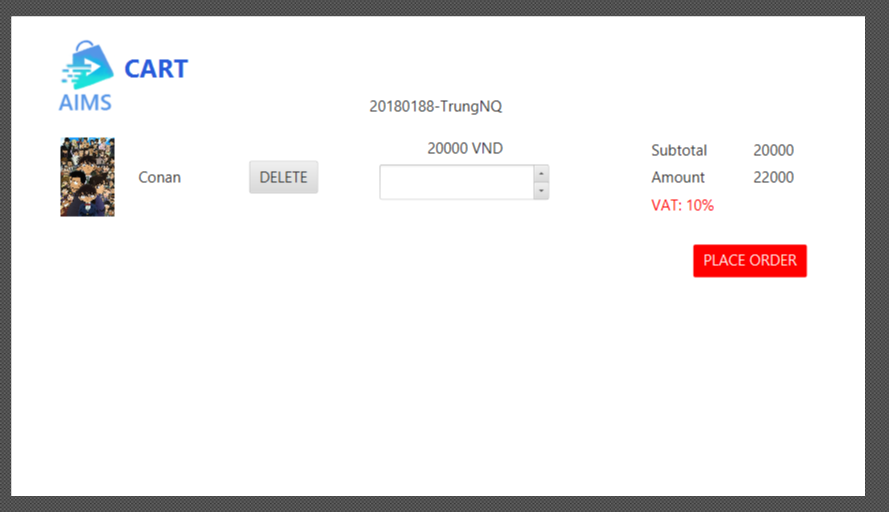 CART
AIMS
20180188-TrungNQ
Conan
DELETE
20000 VND
Subtotal 20000
Amount 22000
VAT: 10%
PLACE ORDER